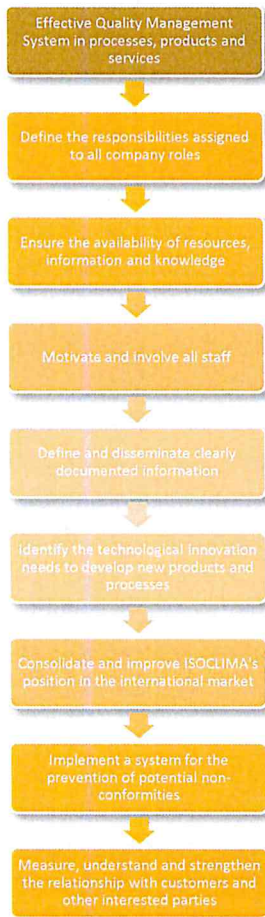 Effective Quality Management
System in processes, products and
services
Define the responsibilities assigned
to all company roles
Ensure the availability of resources,
information and knowledge
Motivate and involve all staff
Define and disseminate clearly
documented information
Identify the technological innovation
needs to develop new products and
processes
Consolidate and improve ISOCLIMA's
position in the international market
Implement a system for the
prevention of potential non-
conformities
Measure, understand and strengthen
the relationship with customers and
other interested parties